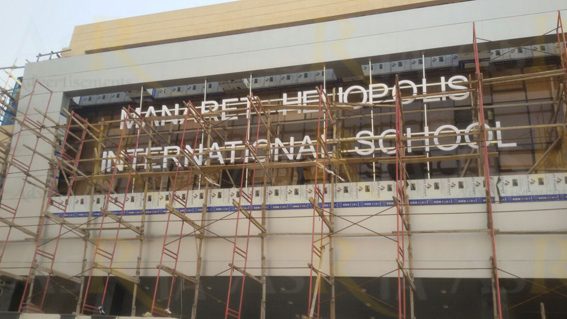 MANARET HELIOPOLIS
INTERNATIONAL SCHOOL